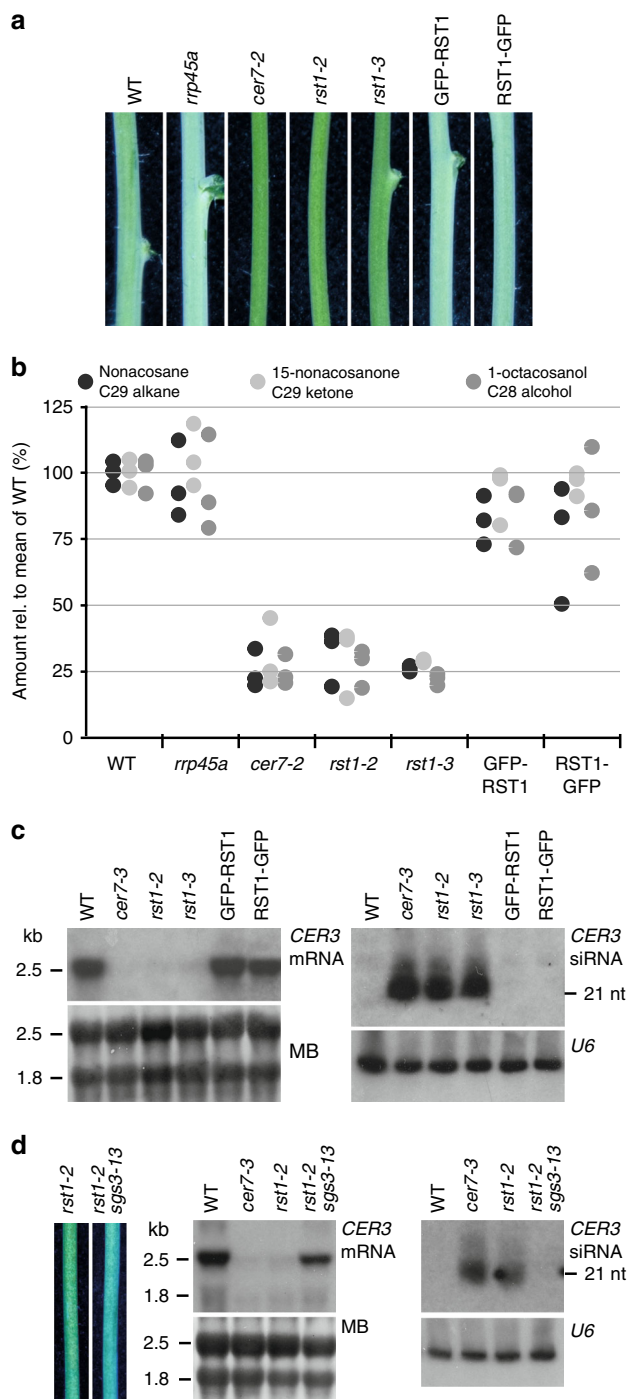 a
WT
rrp45a
cer7-2
rst1-2
rst1-3
GFP-RST1
RST1-GFP
b
Nonacosane
C29 alkane
15-nonacosanone
C29 ketone
1-octacosanol
C28 alcohol
Amount rel. to mean of WT (%)
125
100
75
50
25
0
WT
rrp45a
cer7-2
rst1-2
rst1-3
GFP-
RST1
RST1-
GFP
c
WT
cer7-3
rst1-2
rst1-3
GFP-RST1
RST1-GFP
kb
2.5
CER3
mRNA
2.5
1.8
MB
WT
cer7-3
rst1-2
rst1-3
GFP-RST1
RST1-GFP
CER3
siRNA
21 nt
U6
d
rst1-2
rst1-2
sgs3-13
WT
cer7-3
rst1-2
rst1-2
sgs3-13
kb
2.5
1.8
CER3
mRNA
2.5
1.8
MB
WT
cer7-3
rst1-2
rst1-2
sgs3-13
CER3
siRNA
21 nt
U6